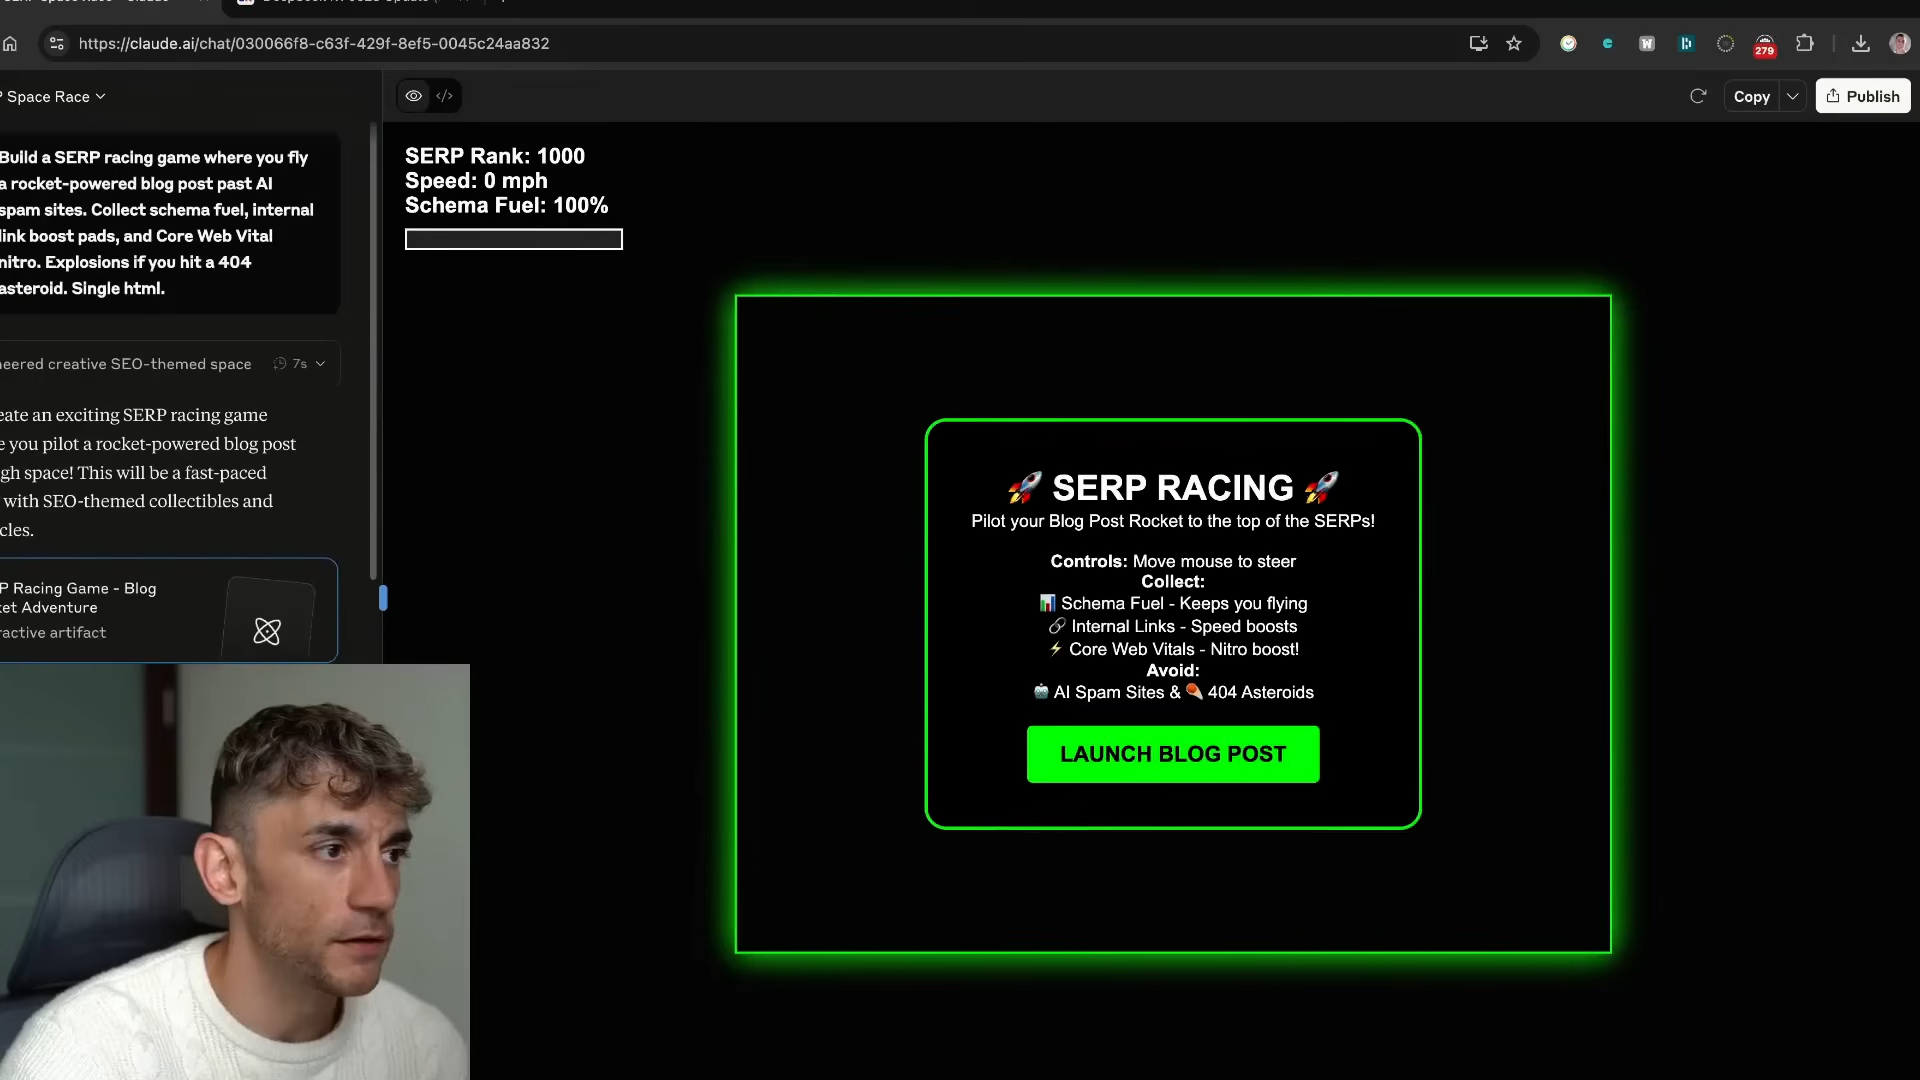 https://claude.ai/chat/030066f8-c63f-429f-8ef5-0045c24aa832
279
Space Race
Copy
Publish
Build a SERP racing game where you fly
a rocket-powered blog post past AI
spam sites. Collect schema fuel, internal
link boost pads, and Core Web Vital
nitro. Explosions if you hit a 404
asteroid. Single html.
creative SEO-themed space 7s
an exciting SERP racing game
you pilot a rocket-powered blog post
space! This will be a fast-paced
with SEO-themed collectibles and
Racing Game - Blog
Adventure
artifact
SERP Rank: 1000
Speed: 0 mph
Schema Fuel: 100%
🚀 SERP RACING 🚀
Pilot your Blog Post Rocket to the top of the SERPs!
Controls: Move mouse to steer
Collect:
📊 Schema Fuel - Keeps you flying
🔗 Internal Links - Speed boosts
⚡ Core Web Vitals - Nitro boost!
Avoid:
🤖 AI Spam Sites & ☄️ 404 Asteroids
LAUNCH BLOG POST